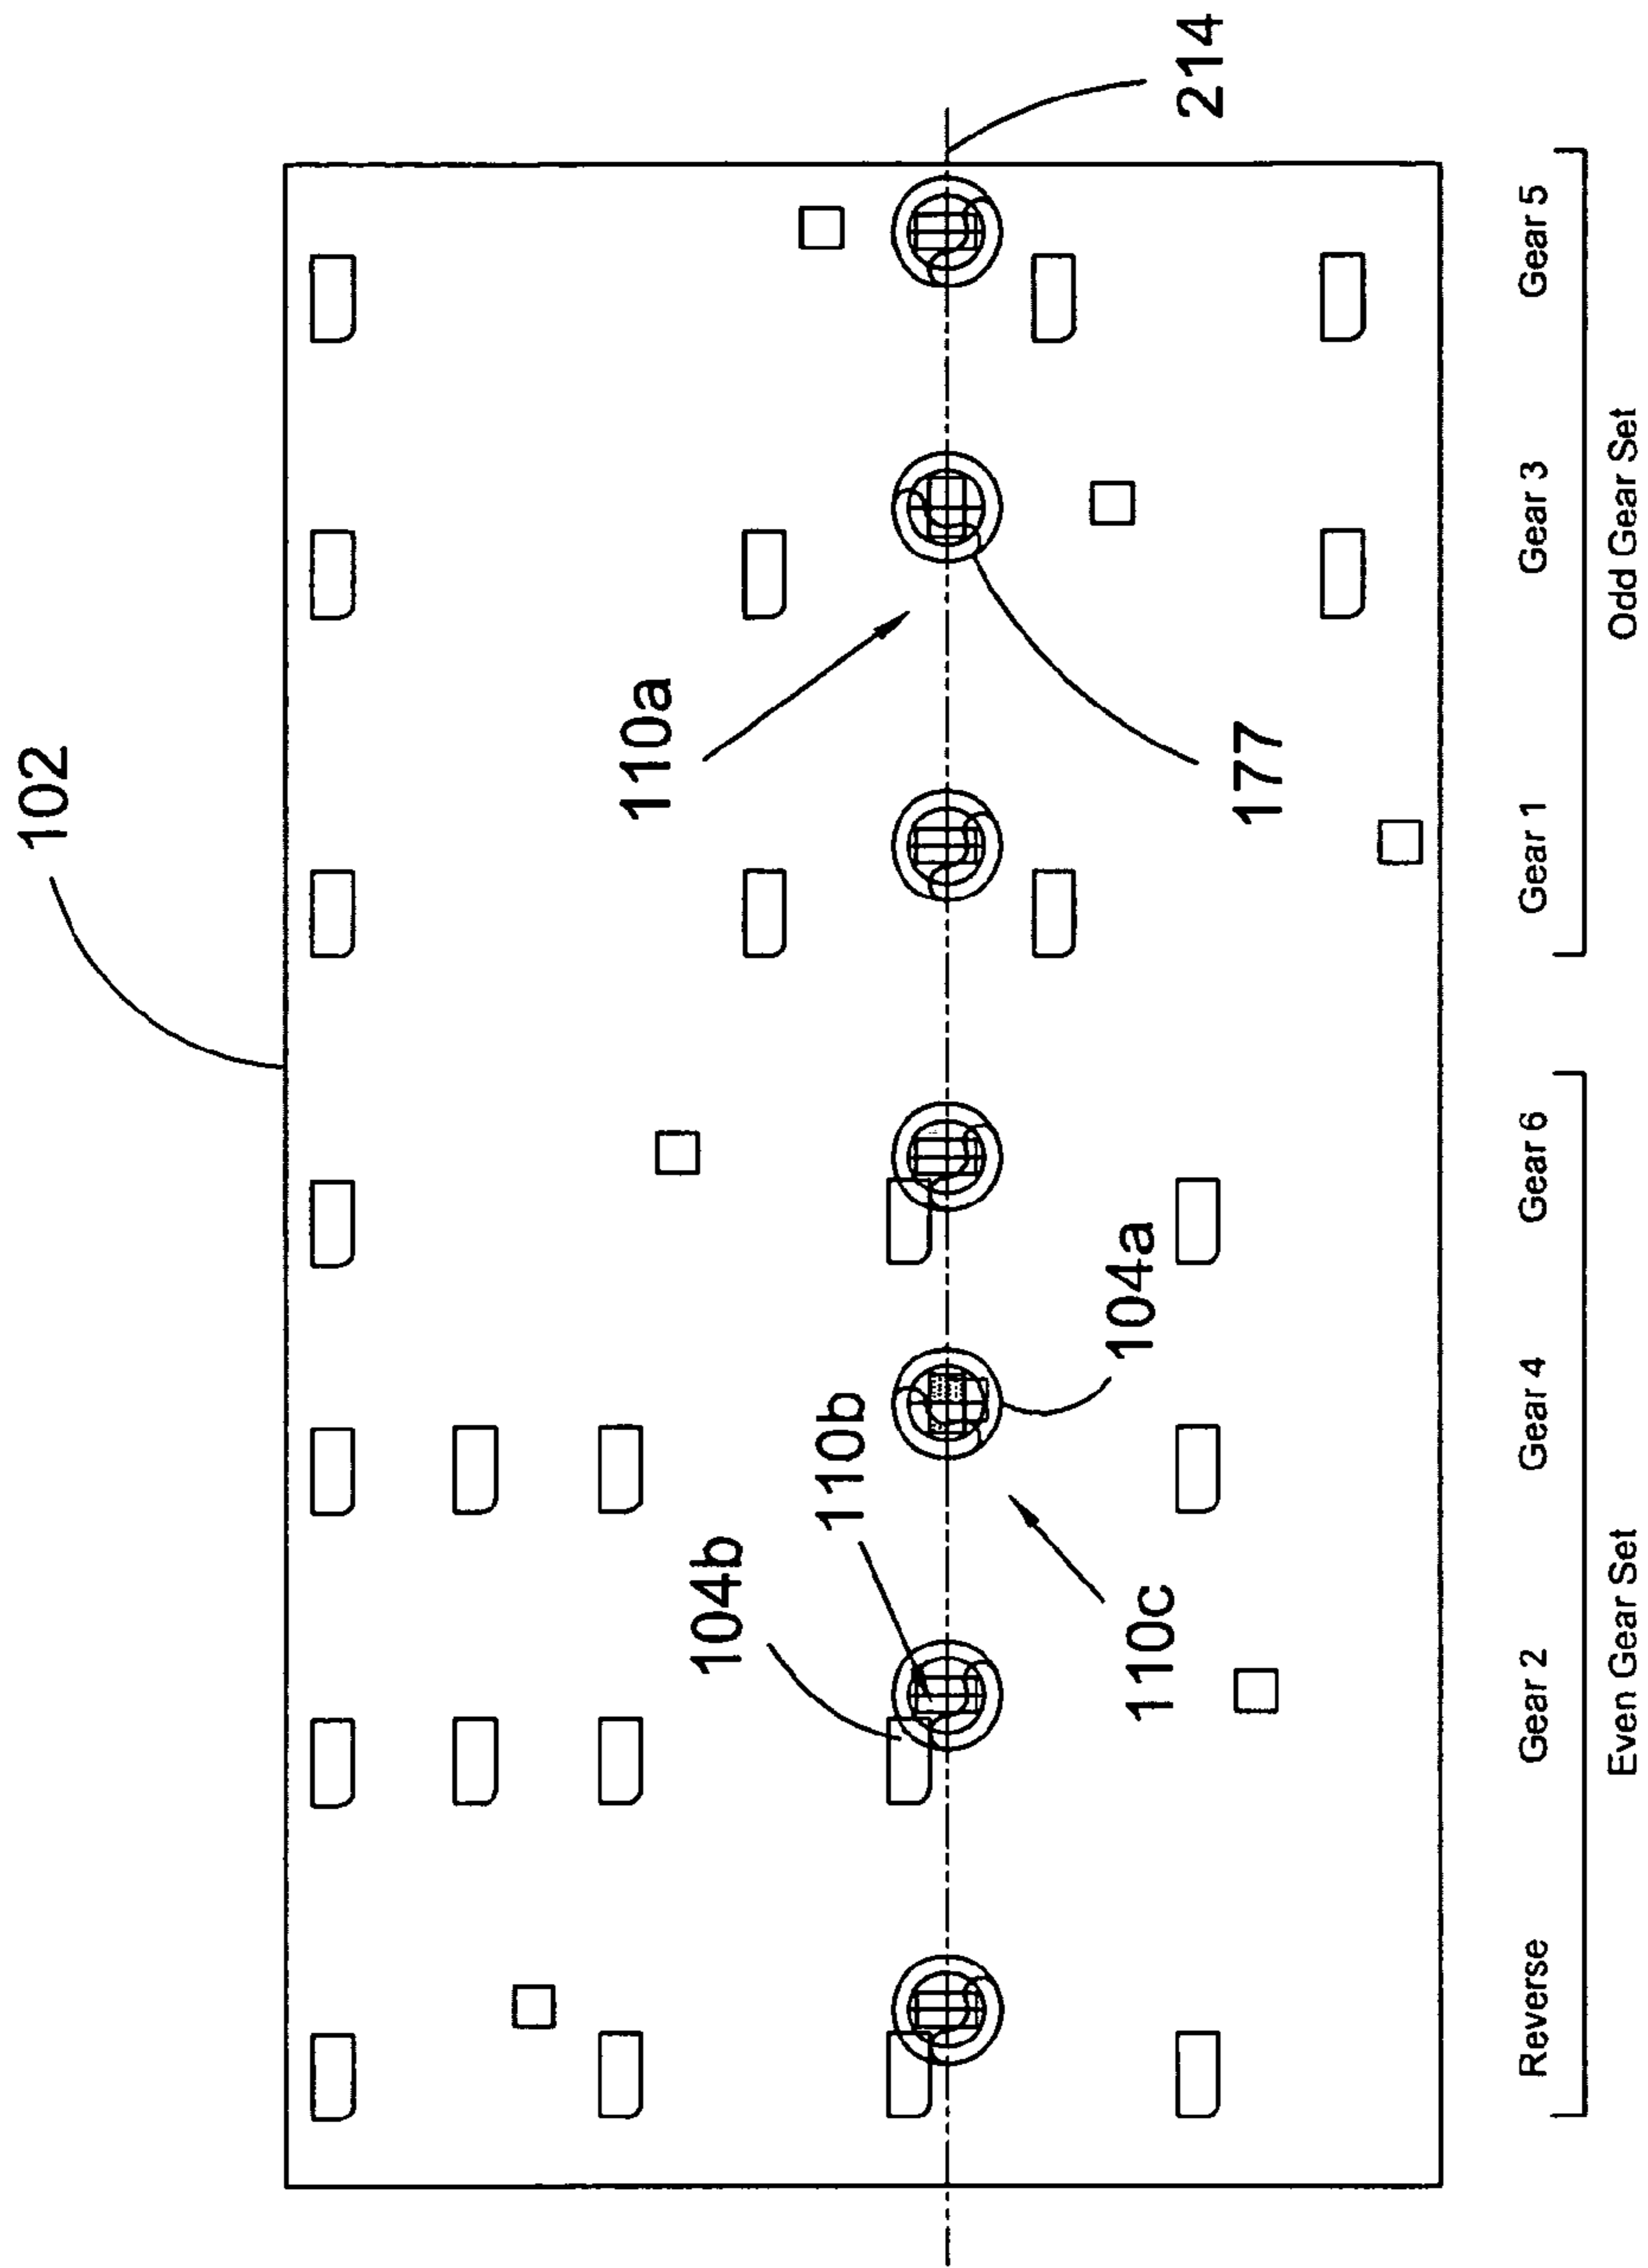 102
110a
104b
110b
104a
110c
214
177
Reverse Gear 2 Gear 4 Gear 6 Gear 1 Gear 3 Gear 5
Even Gear Set Odd Gear Set